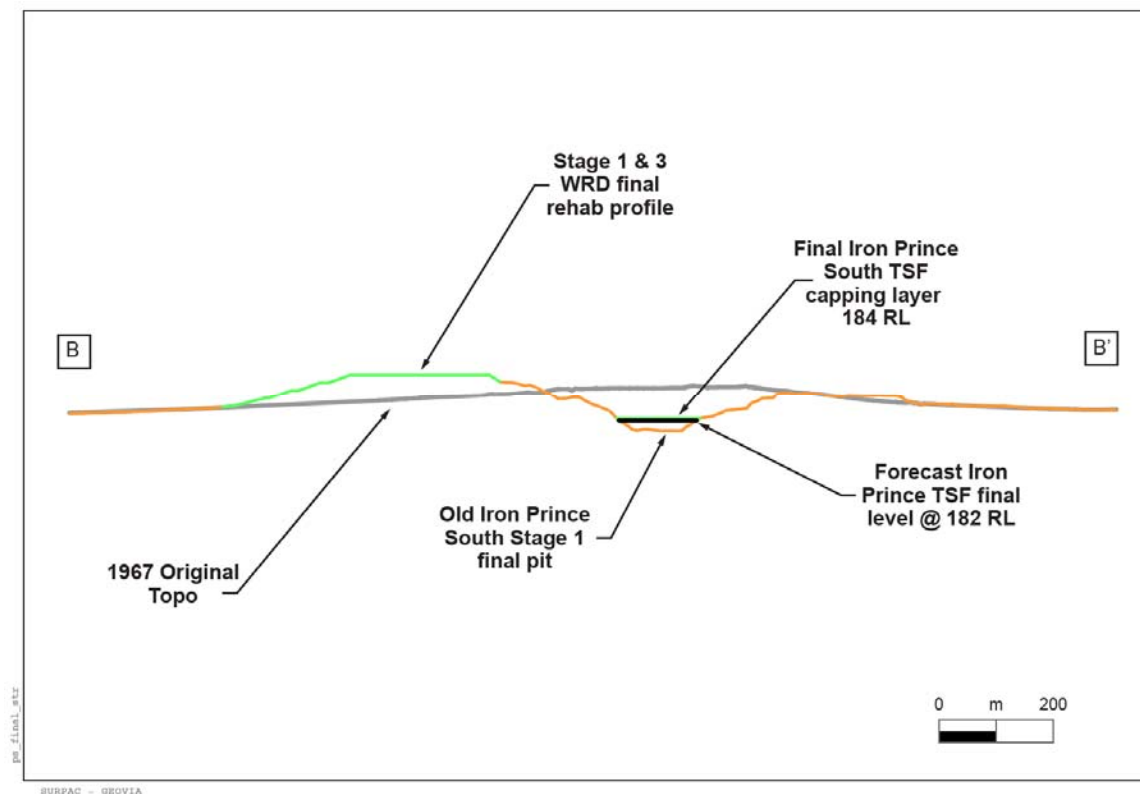 Stage 1 & 3
WRD final
rehab profile
Final Iron Prince
South TSF
capping layer
184 RL
B
B'
Forecast Iron
Prince TSF final
level @ 182 RL
Old Iron Prince
South Stage 1
final pit
1967 Original
Topo
0 m 200
ps_final_str
SURPAC - GEOVIA